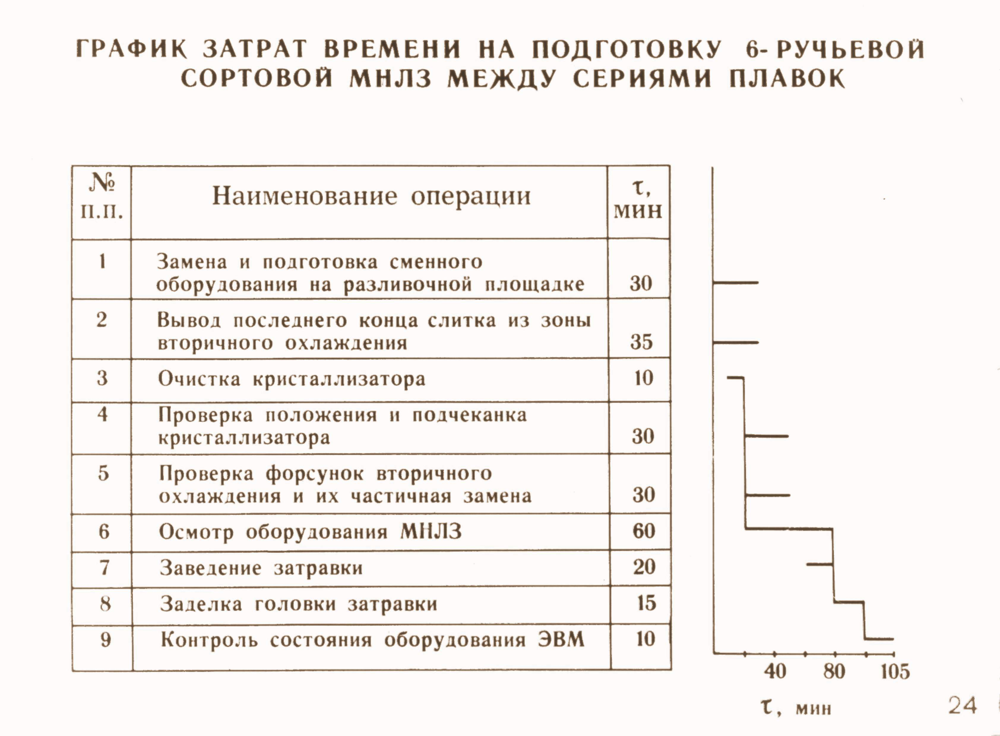 ГРАФИК ЗАТРАТ ВРЕМЕНИ НА ПОДГОТОВКУ 6-РУЧЬЕВОЙ
СОРТОВОЙ МНЛЗ МЕЖДУ СЕРИЯМИ ПЛАВОК
№
п.п.
Наименование операции
τ,
мин
1
Замена и подготовка сменного
оборудования на разливочной площадке
30
2
Вывод последнего конца слитка из зоны
вторичного охлаждения
35
3
Очистка кристаллизатора
10
4
Проверка положения и подчеканка
кристаллизатора
30
5
Проверка форсунок вторичного
охлаждения и их частичная замена
30
6
Осмотр оборудования МНЛЗ
60
7
Заведение затравки
20
8
Заделка головки затравки
15
9
Контроль состояния оборудования ЭВМ
10
40 80 105
τ, мин
24